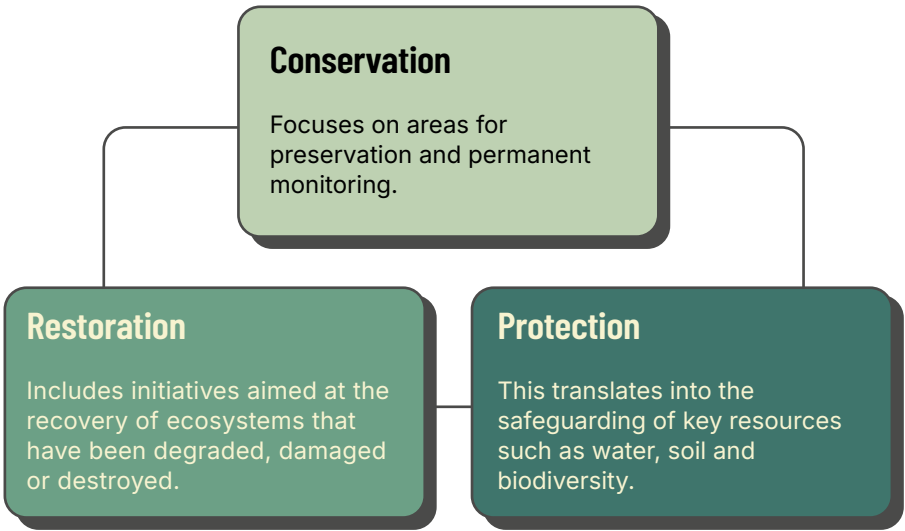 Conservation
Focuses on areas for
preservation and permanent
monitoring.
Restoration
Includes initiatives aimed at the
recovery of ecosystems that
have been degraded, damaged
or destroyed.
Protection
This translates into the
safeguarding of key resources
such as water, soil and
biodiversity.